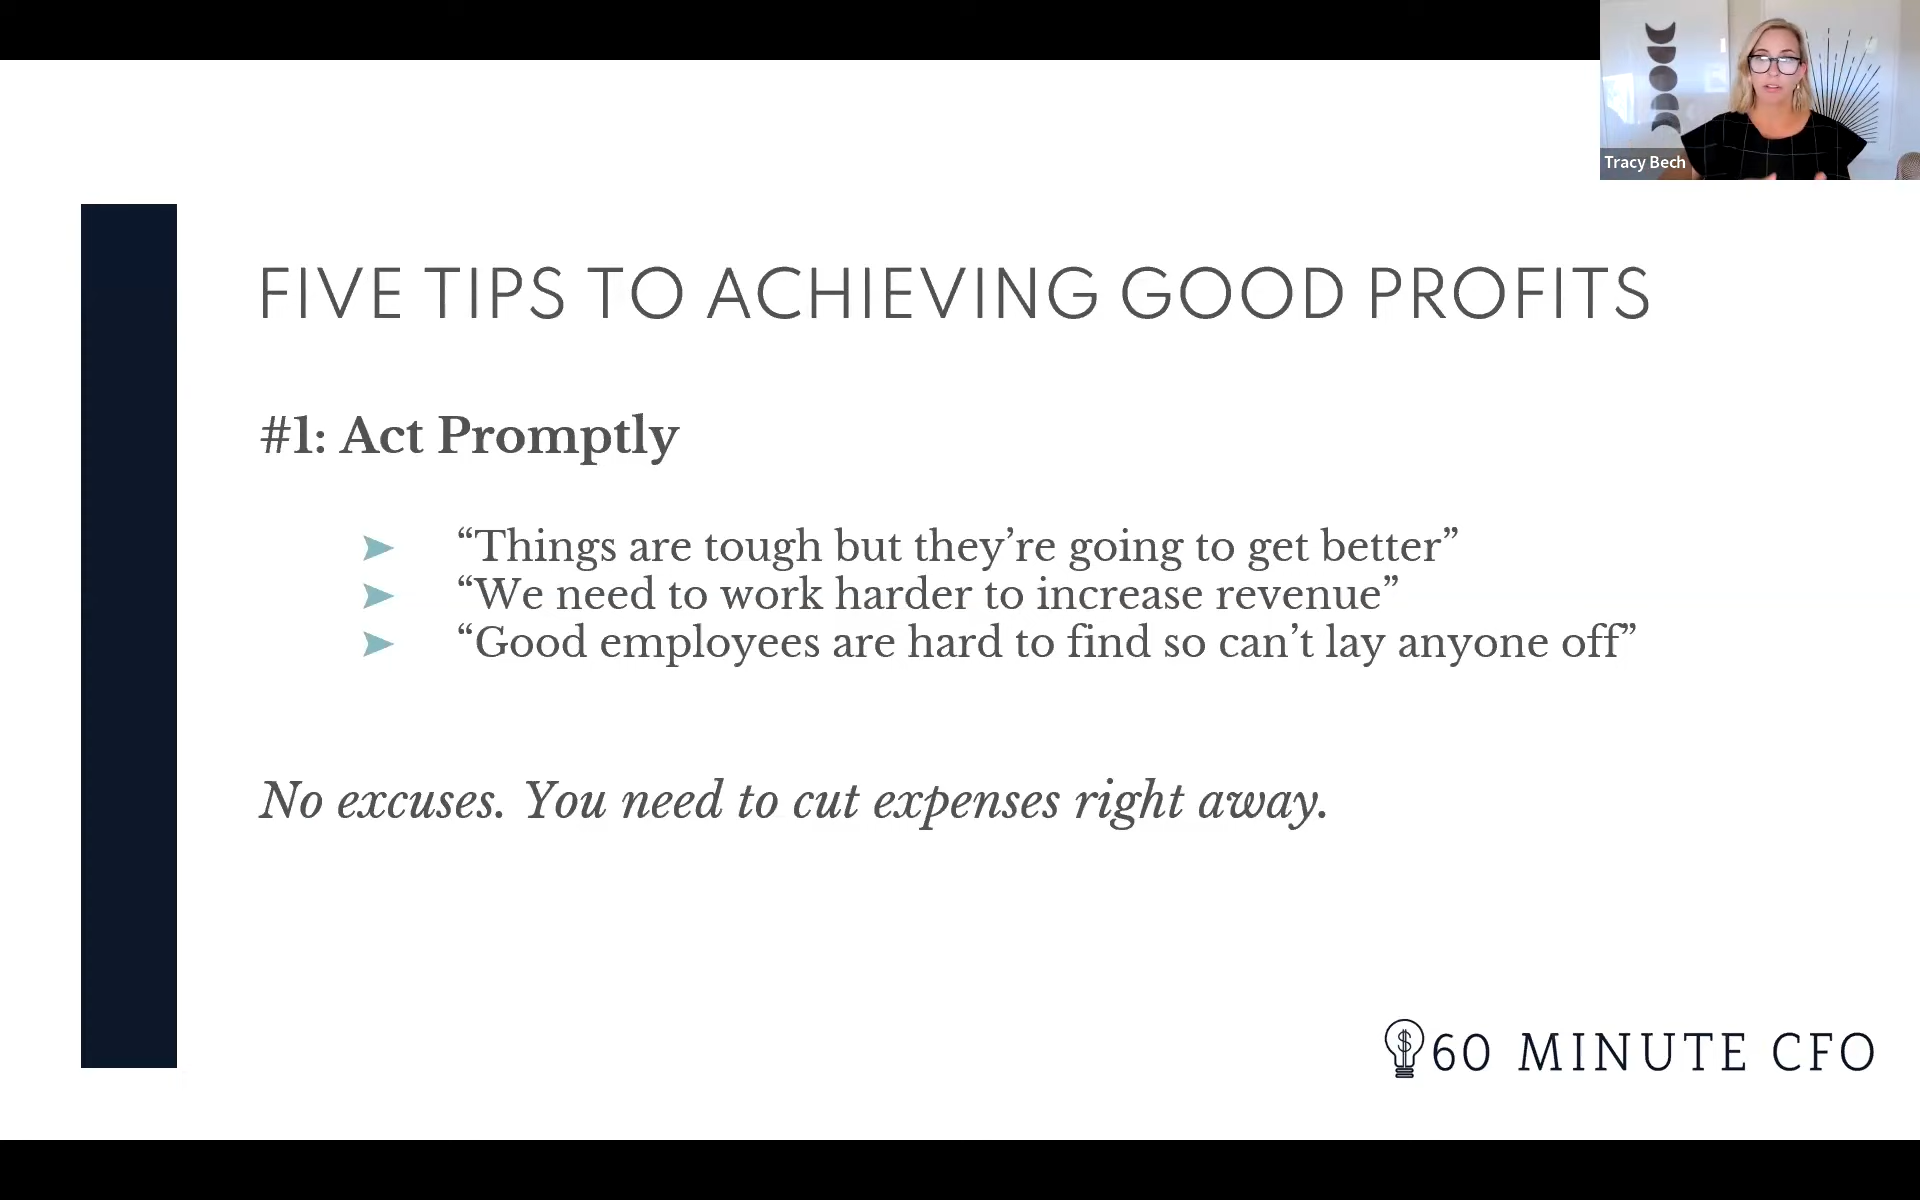 Tracy Bech
FIVE TIPS TO ACHIEVING GOOD PROFITS
#1: Act Promptly
➤ “Things are tough but they’re going to get better”
➤ “We need to work harder to increase revenue”
➤ “Good employees are hard to find so can’t lay anyone off”
No excuses. You need to cut expenses right away.
$ 60 MINUTE CFO